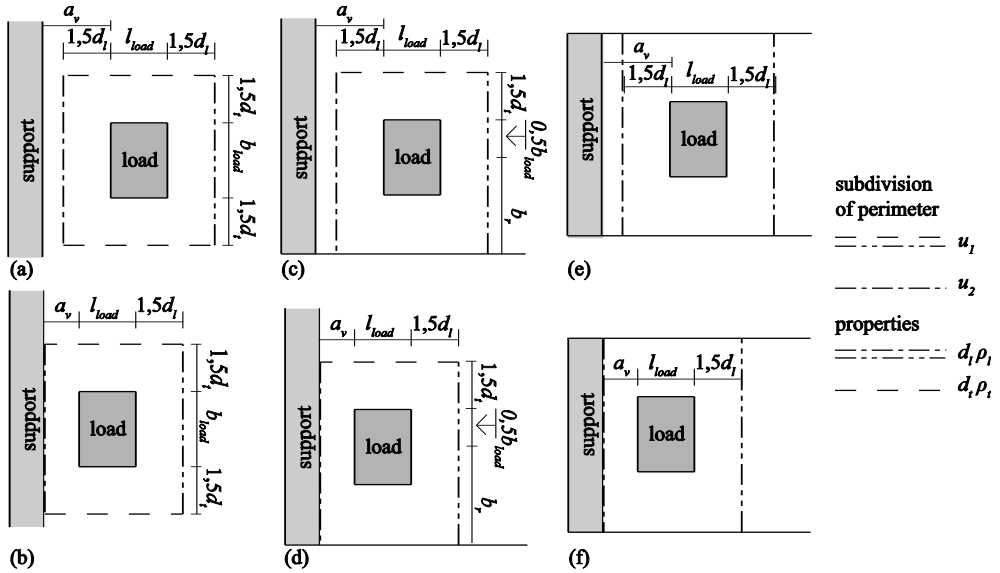 a_v
1,5d_l l_load 1,5d_l
1,5d_t
b_load
1,5d_t
support
load
(a)
a_v
1,5d_l l_load 1,5d_l
1,5d_t
0,5b_load
b_r
support
load
(c)
a_v
1,5d_l l_load 1,5d_l
support
load
(e)
a_v l_load 1,5d_l
1,5d_t
b_load
1,5d_t
support
load
(b)
a_v l_load 1,5d_l
1,5d_t
0,5b_load
b_r
support
load
(d)
a_v l_load 1,5d_l
support
load
(f)
subdivision
of perimeter
u_1
u_2
properties
d_l ρ_l
d_t ρ_t